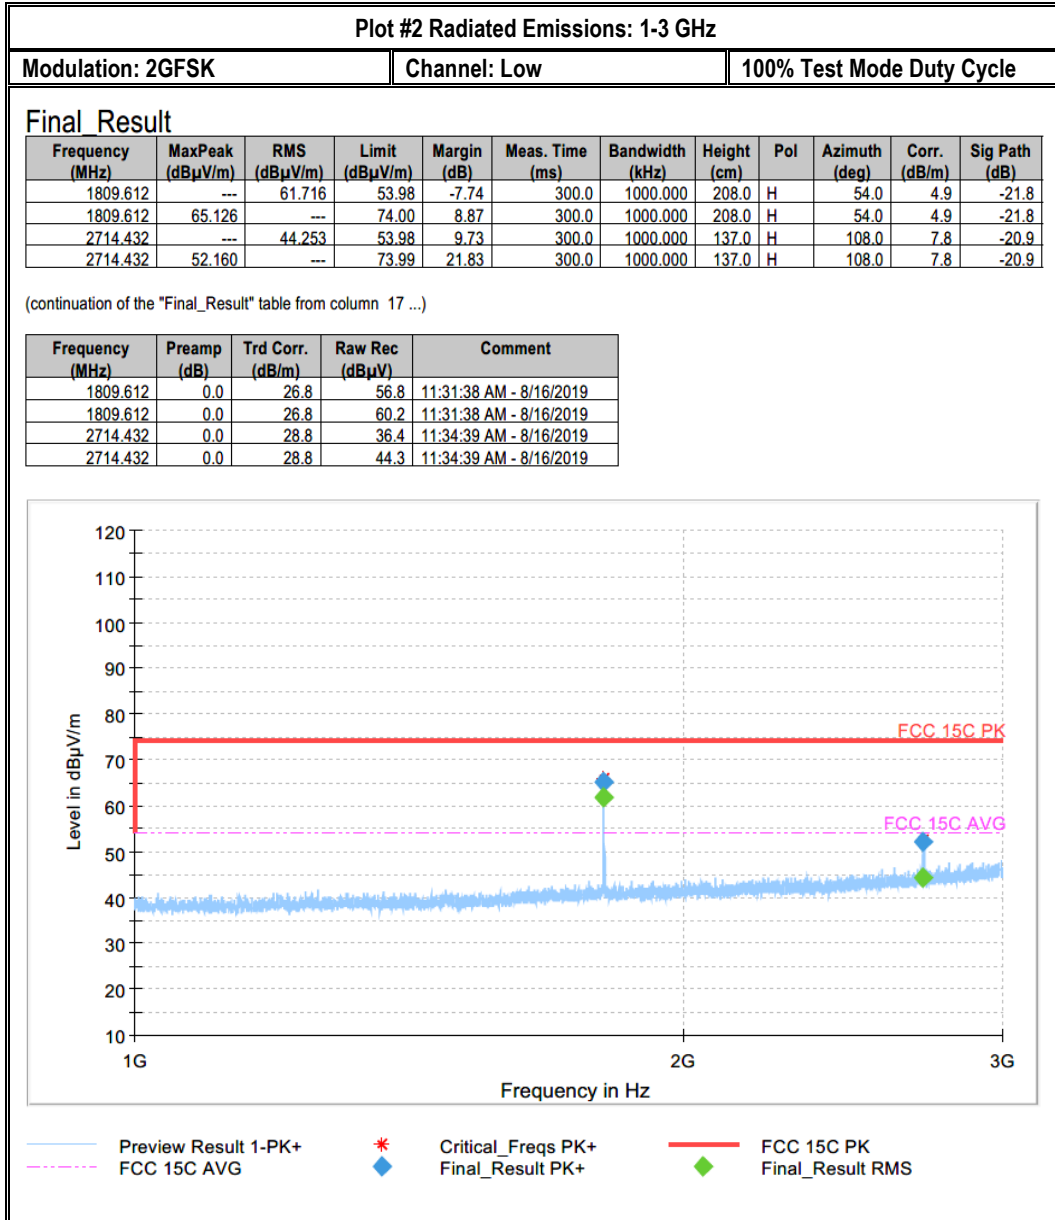 Plot #2 Radiated Emissions: 1-3 GHz
Modulation: 2GFSK Channel: Low 100% Test Mode Duty Cycle
Final_Result
Frequency MaxPeak RMS Limit Margin Meas. Time Bandwidth Height Pol Azimuth Corr. Sig Path
(MHz) (dBµV/m) (dBµV/m) (dBµV/m) (dB) (ms) (kHz) (cm) (deg) (dB/m) (dB)
1809.612 --- 61.716 53.98 -7.74 300.0 1000.000 208.0 H 54.0 4.9 -21.8
1809.612 65.126 --- 74.00 8.87 300.0 1000.000 208.0 H 54.0 4.9 -21.8
2714.432 --- 44.253 53.98 9.73 300.0 1000.000 137.0 H 108.0 7.8 -20.9
2714.432 52.160 --- 73.99 21.83 300.0 1000.000 137.0 H 108.0 7.8 -20.9
(continuation of the "Final_Result" table from column 17 ...)
Frequency Preamp Trd Corr. Raw Rec Comment
(MHz) (dB) (dB/m) (dBµV)
1809.612 0.0 26.8 56.8 11:31:38 AM - 8/16/2019
1809.612 0.0 26.8 60.2 11:31:38 AM - 8/16/2019
2714.432 0.0 28.8 36.4 11:34:39 AM - 8/16/2019
2714.432 0.0 28.8 44.3 11:34:39 AM - 8/16/2019
120
110
100
90
80
70
60
50
40
30
20
10
Level in dBµV/m
FCC 15C PK
FCC 15C AVG
1G 2G 3G
Frequency in Hz
Preview Result 1-PK+ Critical_Freqs PK+ FCC 15C PK
FCC 15C AVG Final_Result PK+ Final_Result RMS